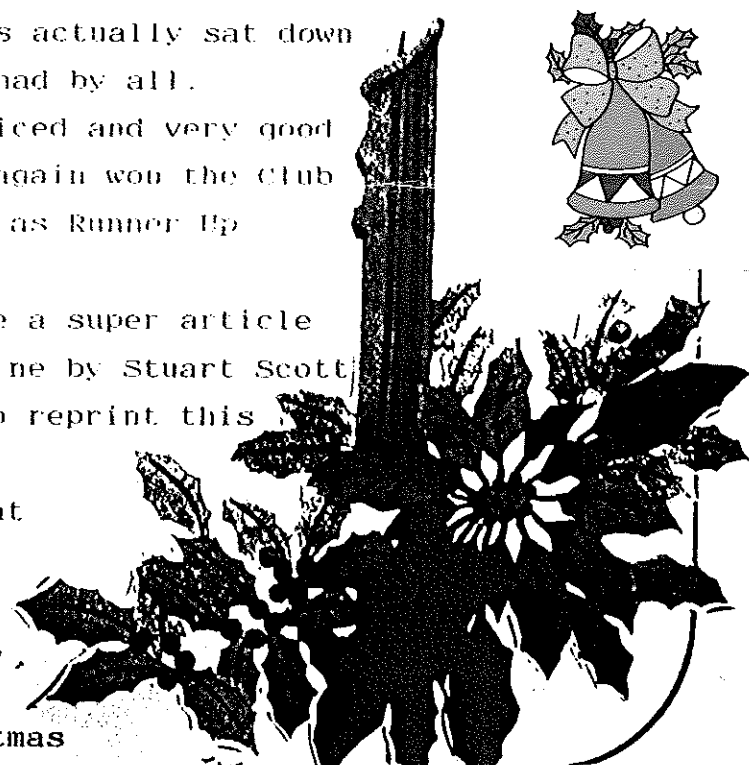 s actually sat down
had by all.
iced and very good
again won the Club
as Runner Up
e a super article
ne by Stuart Scott
o reprint this
at
tmas